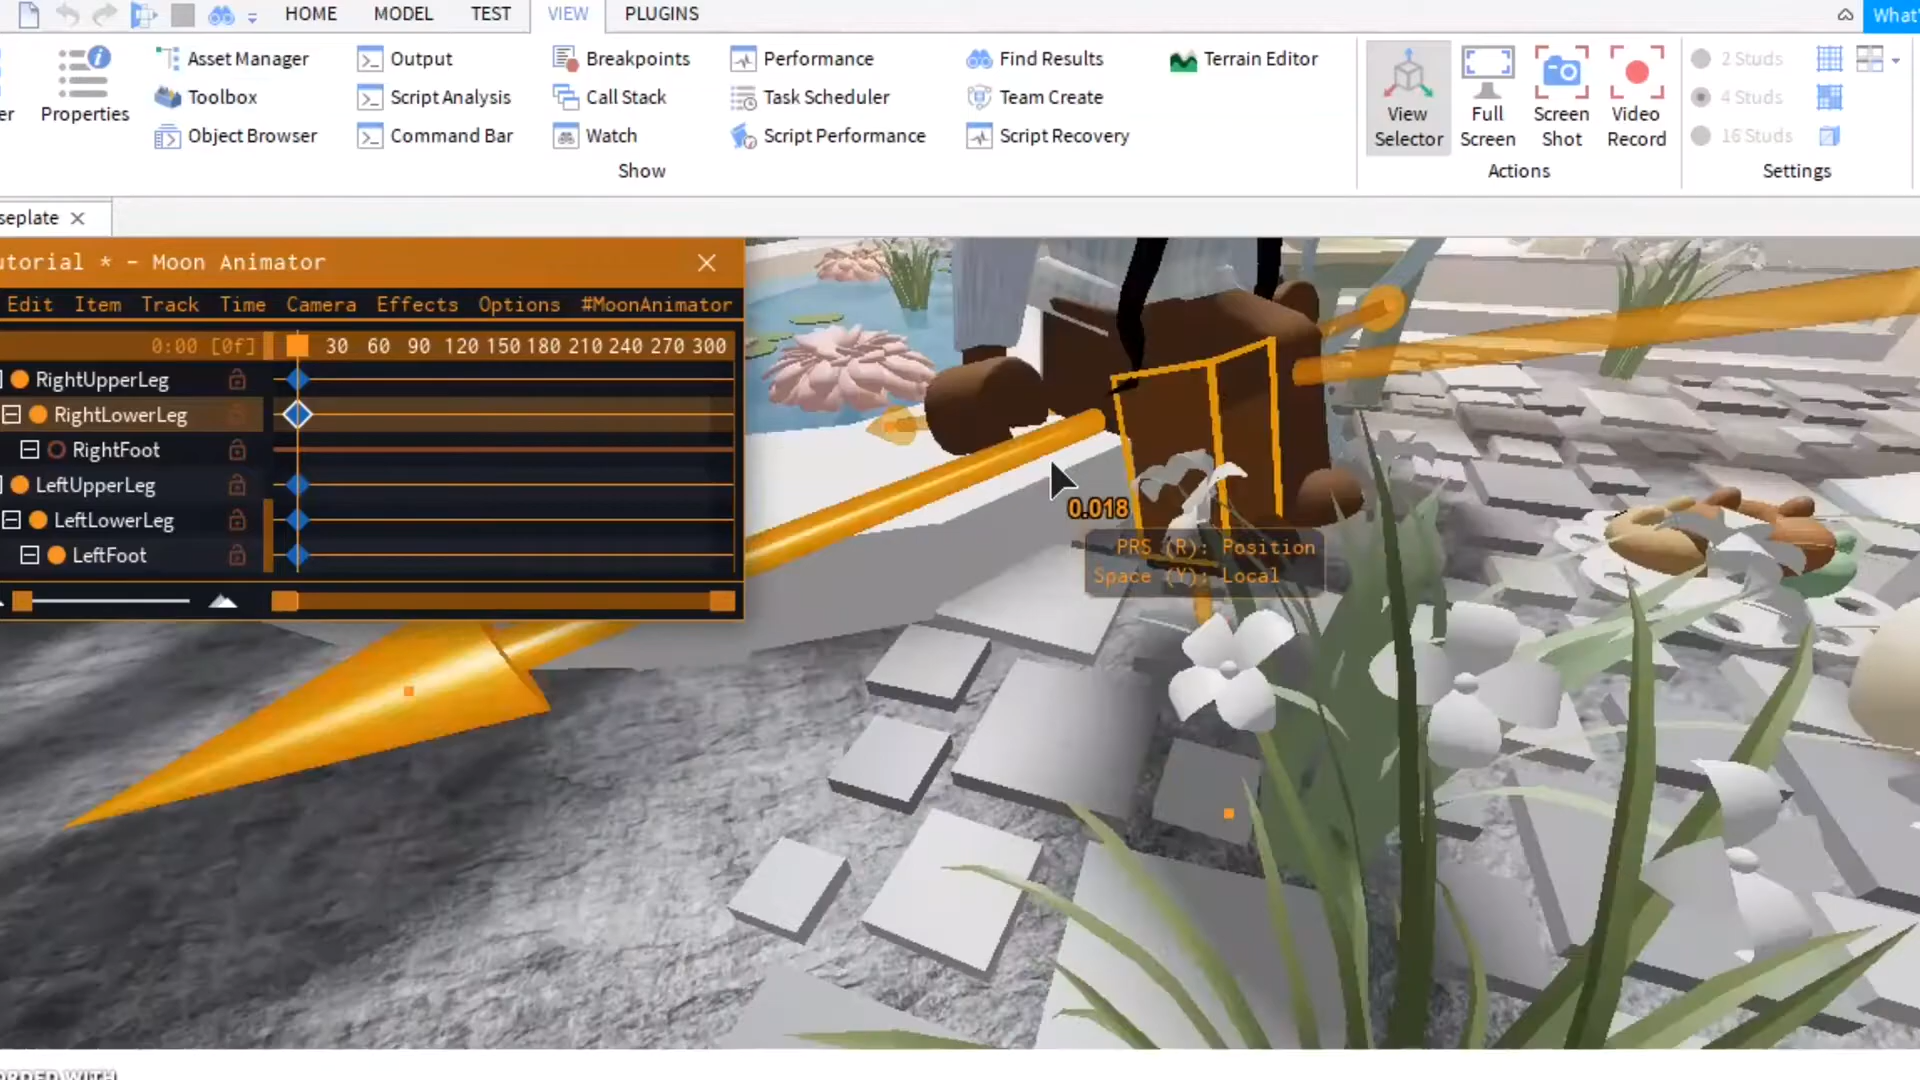 HOME MODEL TEST VIEW PLUGINS
What'
er
Properties
Asset Manager
Toolbox
Object Browser
Output
Script Analysis
Command Bar
Breakpoints
Call Stack
Watch
Performance
Task Scheduler
Script Performance
Find Results
Team Create
Script Recovery
Terrain Editor
Show
View
Selector
Full
Screen
Screen
Shot
Video
Record
Actions
2 Studs
4 Studs
16 Studs
Settings
seplate
utorial * - Moon Animator
Edit Item Track Time Camera Effects Options #MoonAnimator
0:00 [0f] 30 60 90 120 150 180 210 240 270 300
RightUpperLeg
RightLowerLeg
RightFoot
LeftUpperLeg
LeftLowerLeg
LeftFoot
0.018
PRS (R): Position
Space (Y): Local
ORDED WITH